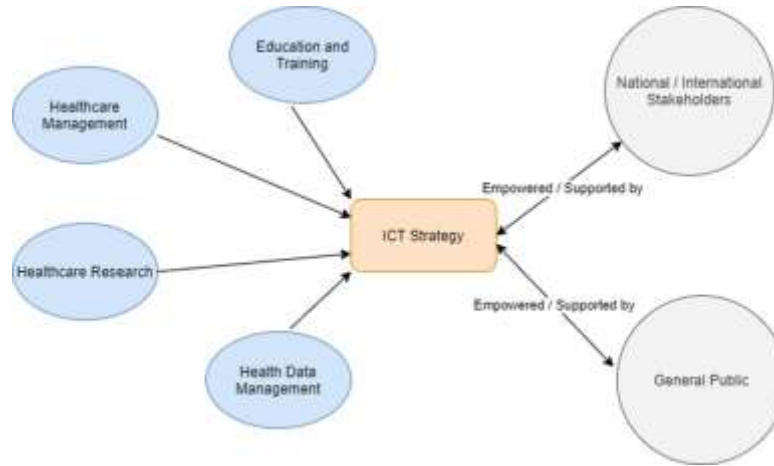 Education and
Training
National / International
Stakeholders
Healthcare
Management
Empowered / Supported by
ICT Strategy
Healthcare Research
Empowered / Supported by
Health Data
Management
General Public